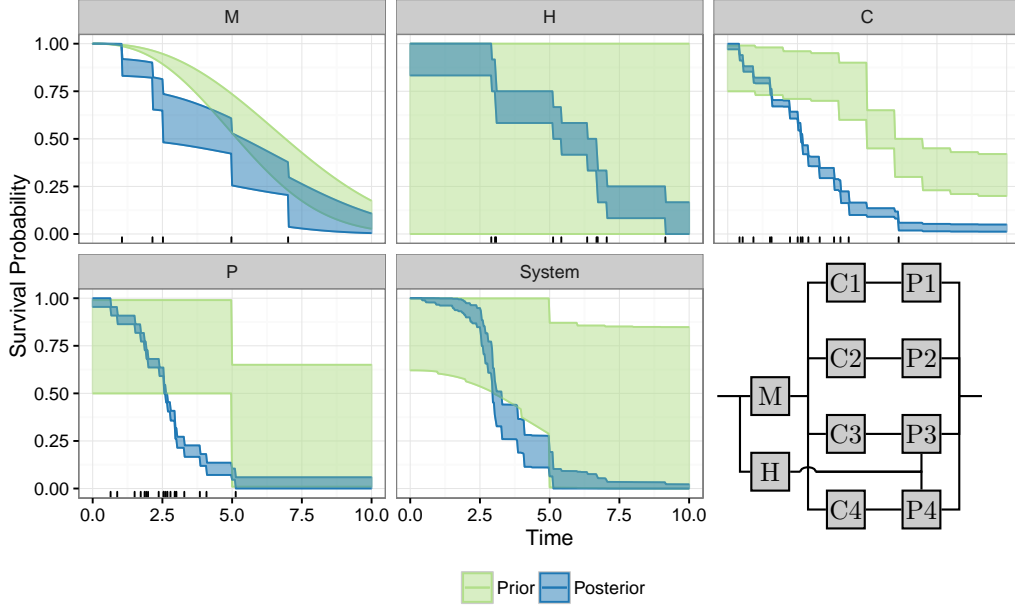 M H C
1.00
0.75
0.50
0.25
0.00
P System
1.00
0.75
0.50
0.25
0.00
0.0 2.5 5.0 7.5 10.0 0.0 2.5 5.0 7.5 10.0
Survival Probability
Time
C1 P1
C2 P2
M
C3 P3
H
C4 P4
Prior Posterior